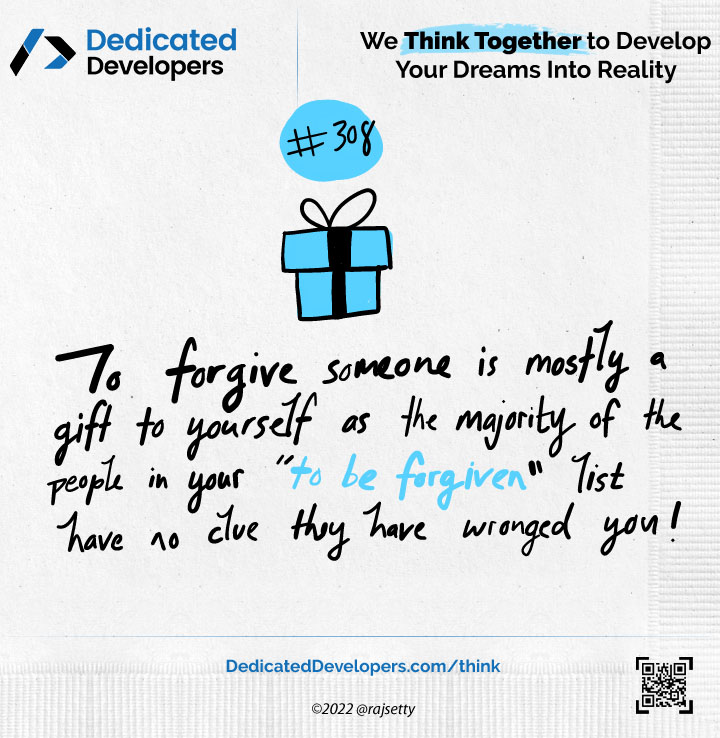 Dedicated
Developers
We Think Together to Develop
Your Dreams Into Reality
#308
To forgive someone is mostly a
gift to yourself as the majority of the
people in your "to be forgiven" list
have no clue they have wronged you!
DedicatedDevelopers.com/think
©2022 @rajsetty